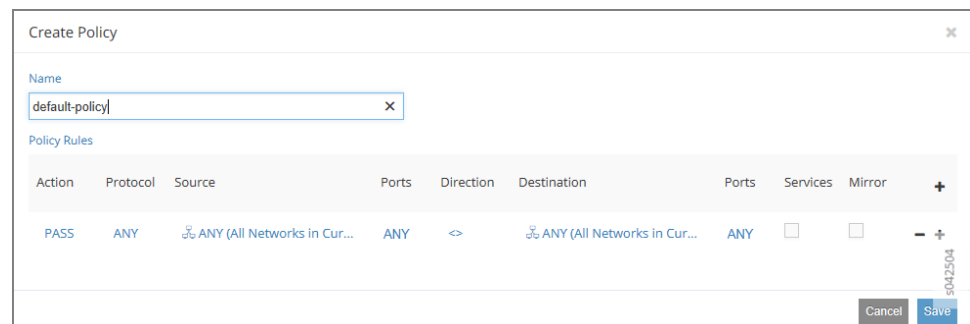 Create Policy ×
Name
default-policy ×
Policy Rules
Action Protocol Source Ports Direction Destination Ports Services Mirror +
PASS ANY ANY (All Networks in Cur... ANY <> ANY (All Networks in Cur... ANY − +
s042504
Cancel Save